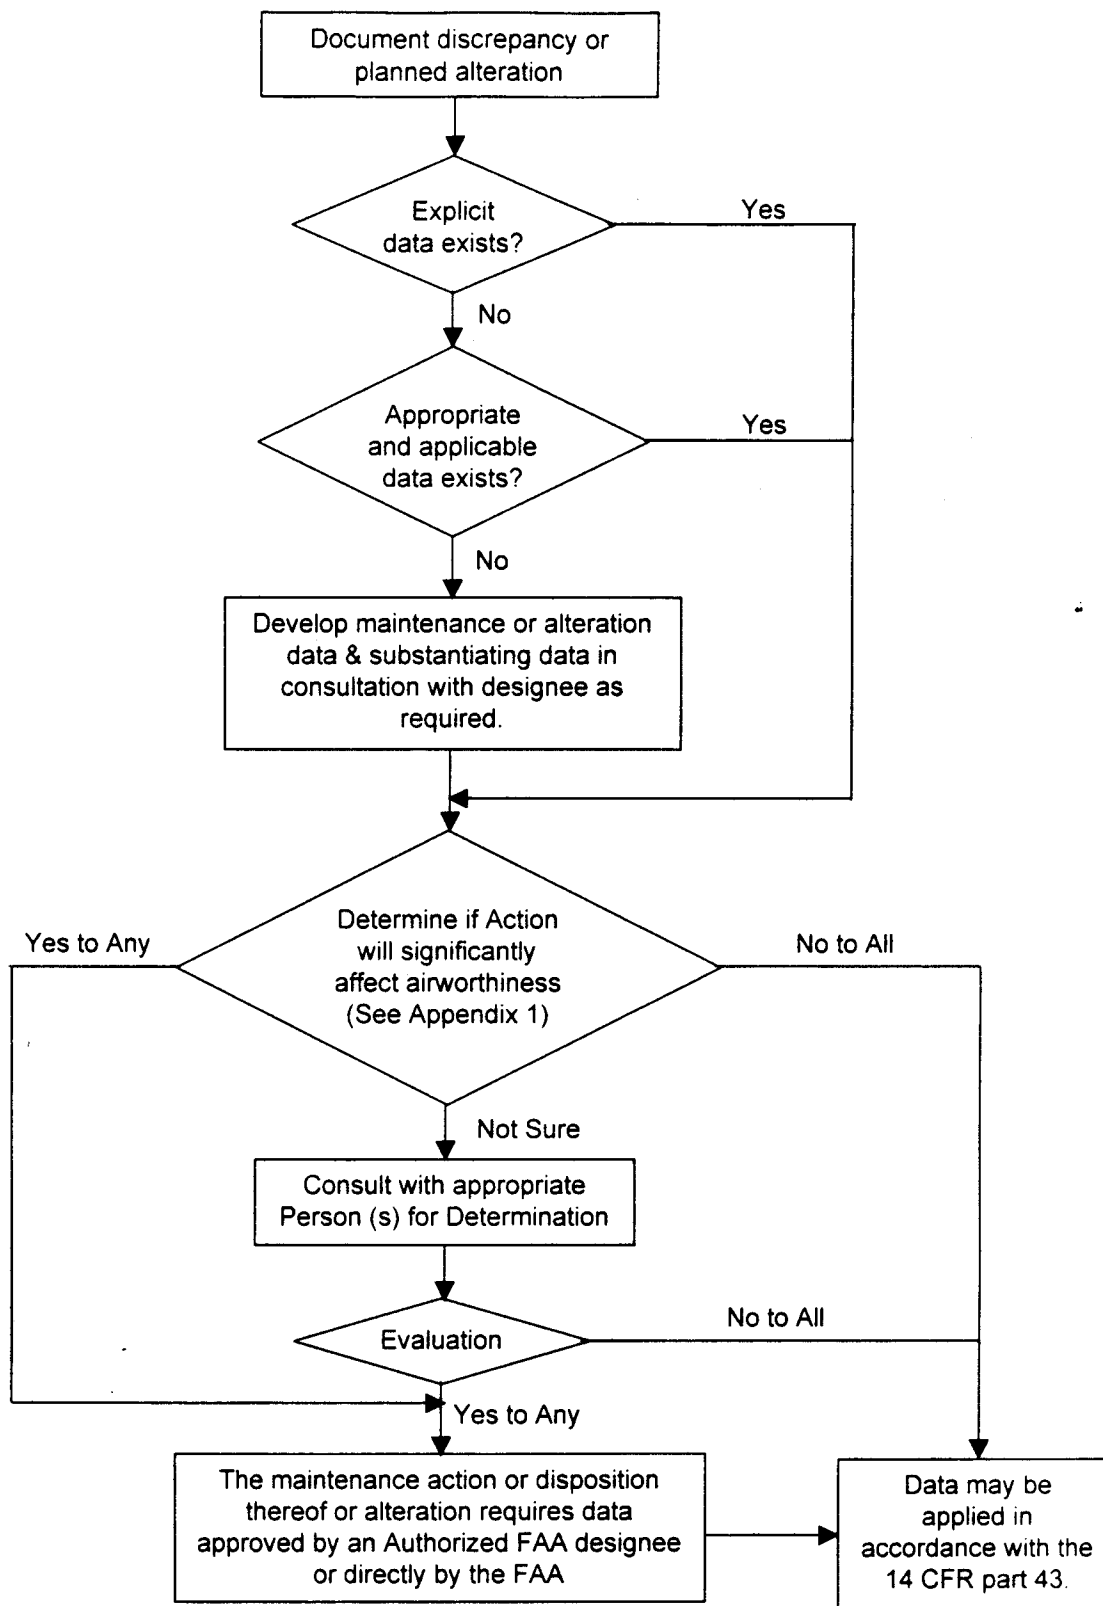 Document discrepancy or
planned alteration
Explicit
data exists?
Yes
No
Appropriate
and applicable
data exists?
Yes
No
Develop maintenance or alteration
data & substantiating data in
consultation with designee as
required.
Determine if Action
will significantly
affect airworthiness
(See Appendix 1)
Yes to Any
No to All
Not Sure
Consult with appropriate
Person (s) for Determination
Evaluation
No to All
Yes to Any
The maintenance action or disposition
thereof or alteration requires data
approved by an Authorized FAA designee
or directly by the FAA
Data may be
applied in
accordance with the
14 CFR part 43.